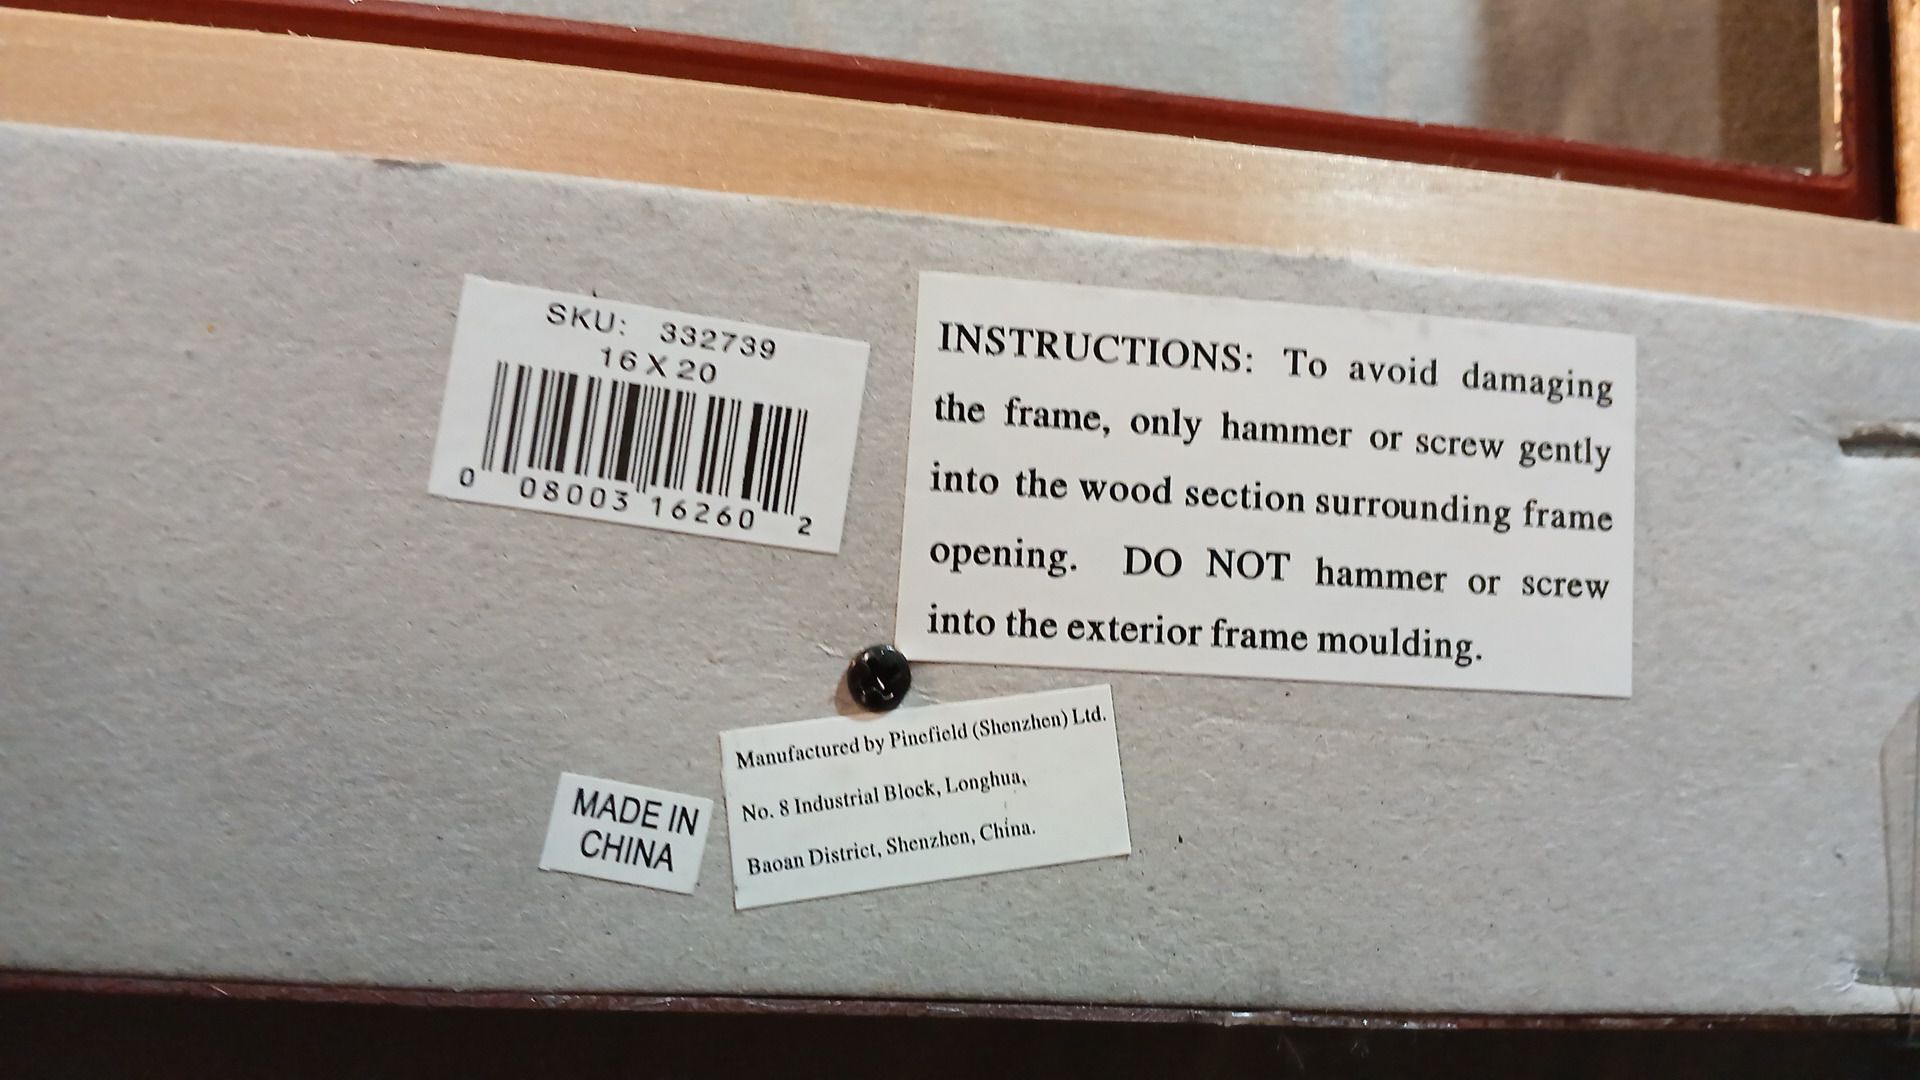 SKU: 332739
16 X 20
0 08003 16260 2
INSTRUCTIONS: To avoid damaging
the frame, only hammer or screw gently
into the wood section surrounding frame
opening. DO NOT hammer or screw
into the exterior frame moulding.
MADE IN
CHINA
Manufactured by Pinefield (Shenzhen) Ltd.
No. 8 Industrial Block, Longhua,
Baoan District, Shenzhen, China.